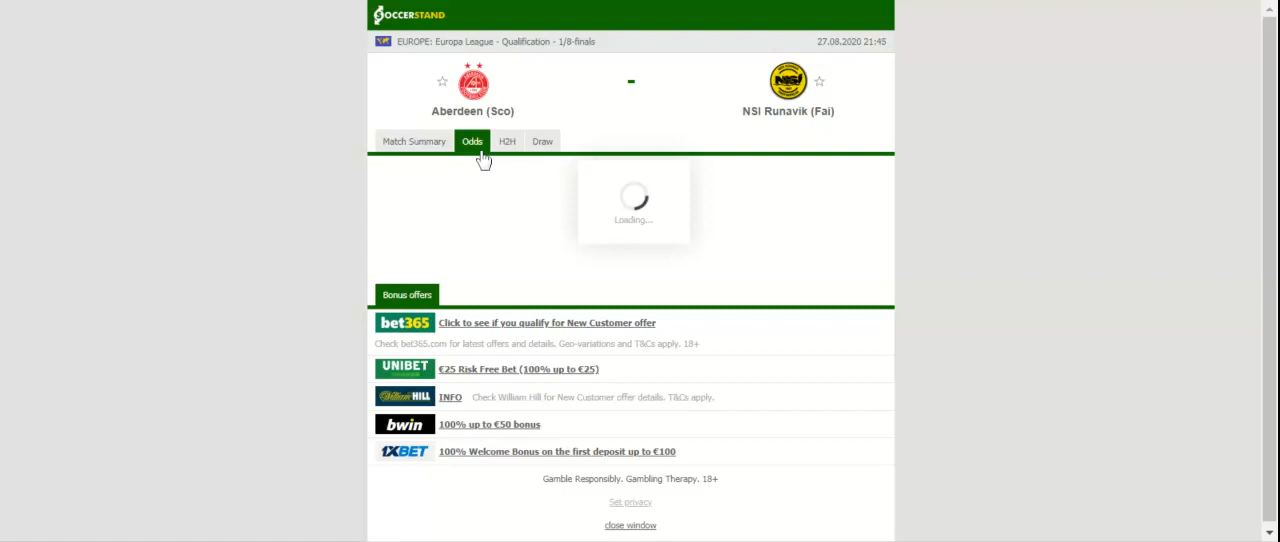 SOCCERSTAND
EUROPE: Europa League - Qualification - 1/8-finals 27.08.2020 21:45
-
Aberdeen (Sco) NSI Runavik (Fai)
Match Summary Odds H2H Draw
Loading...
Bonus offers
bet365 Click to see if you qualify for New Customer offer
Check bet365.com for latest offers and details. Geo-variations and T&Cs apply. 18+
UNIBET €25 Risk Free Bet (100% up to €25)
William HILL INFO Check William Hill for New Customer offer details. T&Cs apply.
bwin 100% up to €50 bonus
1XBET 100% Welcome Bonus on the first deposit up to €100
Gamble Responsibly. Gambling Therapy. 18+
Set privacy
close window